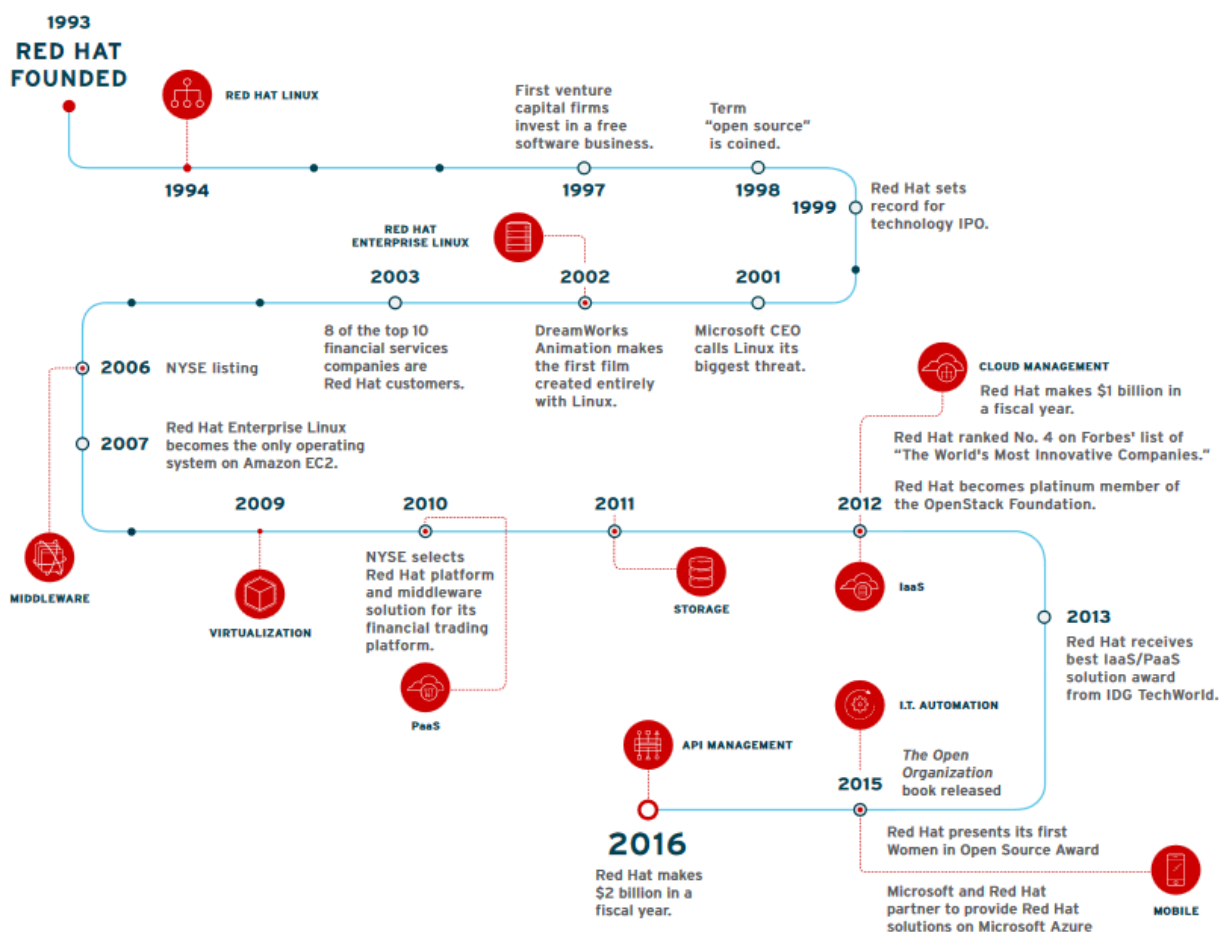 1993
RED HAT
FOUNDED
RED HAT LINUX
1994
First venture
capital firms
invest in a free
software business.
1997
Term
“open source”
is coined.
1998
1999
Red Hat sets
record for
technology IPO.
RED HAT
ENTERPRISE LINUX
2003
8 of the top 10
financial services
companies are
Red Hat customers.
2002
DreamWorks
Animation makes
the first film
created entirely
with Linux.
2001
Microsoft CEO
calls Linux its
biggest threat.
2006 NYSE listing
MIDDLEWARE
2007
Red Hat Enterprise Linux
becomes the only operating
system on Amazon EC2.
2009
VIRTUALIZATION
2010
NYSE selects
Red Hat platform
and middleware
solution for its
financial trading
platform.
PaaS
2011
STORAGE
CLOUD MANAGEMENT
Red Hat makes $1 billion in
a fiscal year.
Red Hat ranked No. 4 on Forbes' list of
“The World's Most Innovative Companies.”
Red Hat becomes platinum member of
the OpenStack Foundation.
2012
IaaS
2013
Red Hat receives
best IaaS/PaaS
solution award
from IDG TechWorld.
I.T. AUTOMATION
The Open
Organization
book released
2015
Red Hat presents its first
Women in Open Source Award
Microsoft and Red Hat
partner to provide Red Hat
solutions on Microsoft Azure
MOBILE
API MANAGEMENT
2016
Red Hat makes
$2 billion in a
fiscal year.